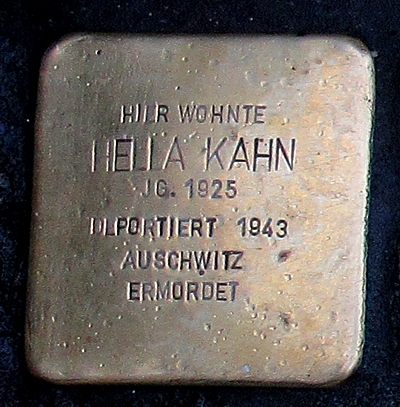 HIER WOHNTE
HELLA KAHN
JG. 1925
DEPORTIERT 1943
AUSCHWITZ
ERMORDET